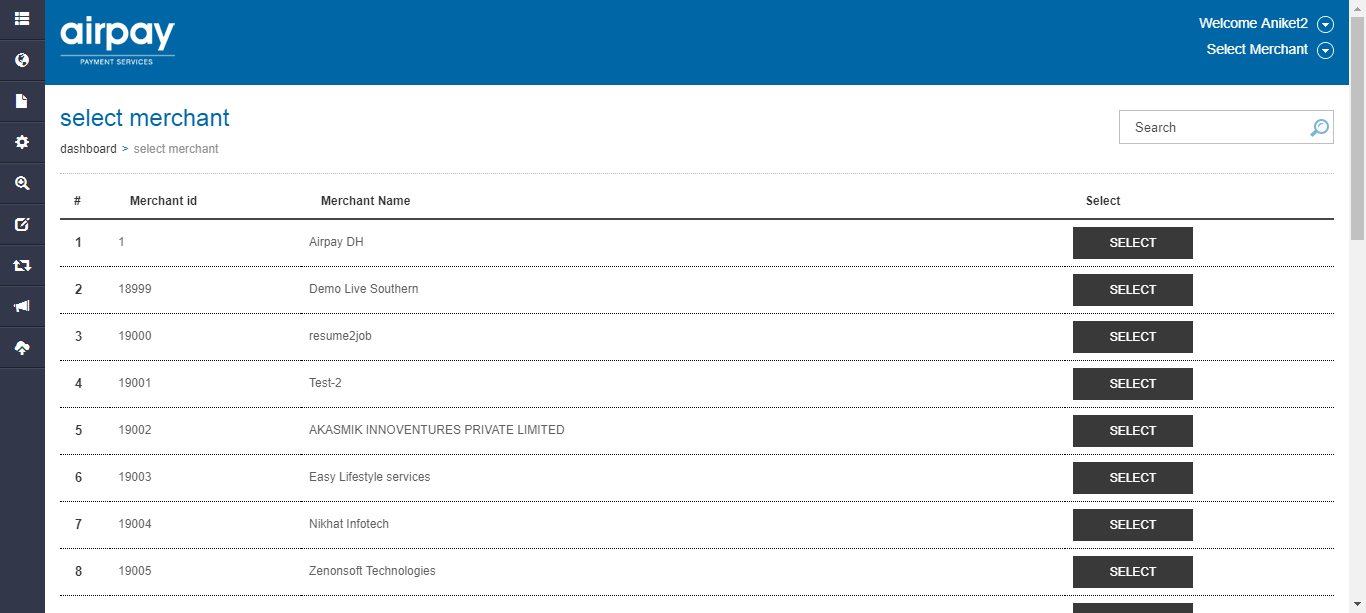 airpay
PAYMENT SERVICES
Welcome Aniket2
Select Merchant
select merchant
dashboard > select merchant
Search
# Merchant id Merchant Name Select
1 1 Airpay DH SELECT
2 18999 Demo Live Southern SELECT
3 19000 resume2job SELECT
4 19001 Test-2 SELECT
5 19002 AKASMIK INNOVENTURES PRIVATE LIMITED SELECT
6 19003 Easy Lifestyle services SELECT
7 19004 Nikhat Infotech SELECT
8 19005 Zenonsoft Technologies SELECT